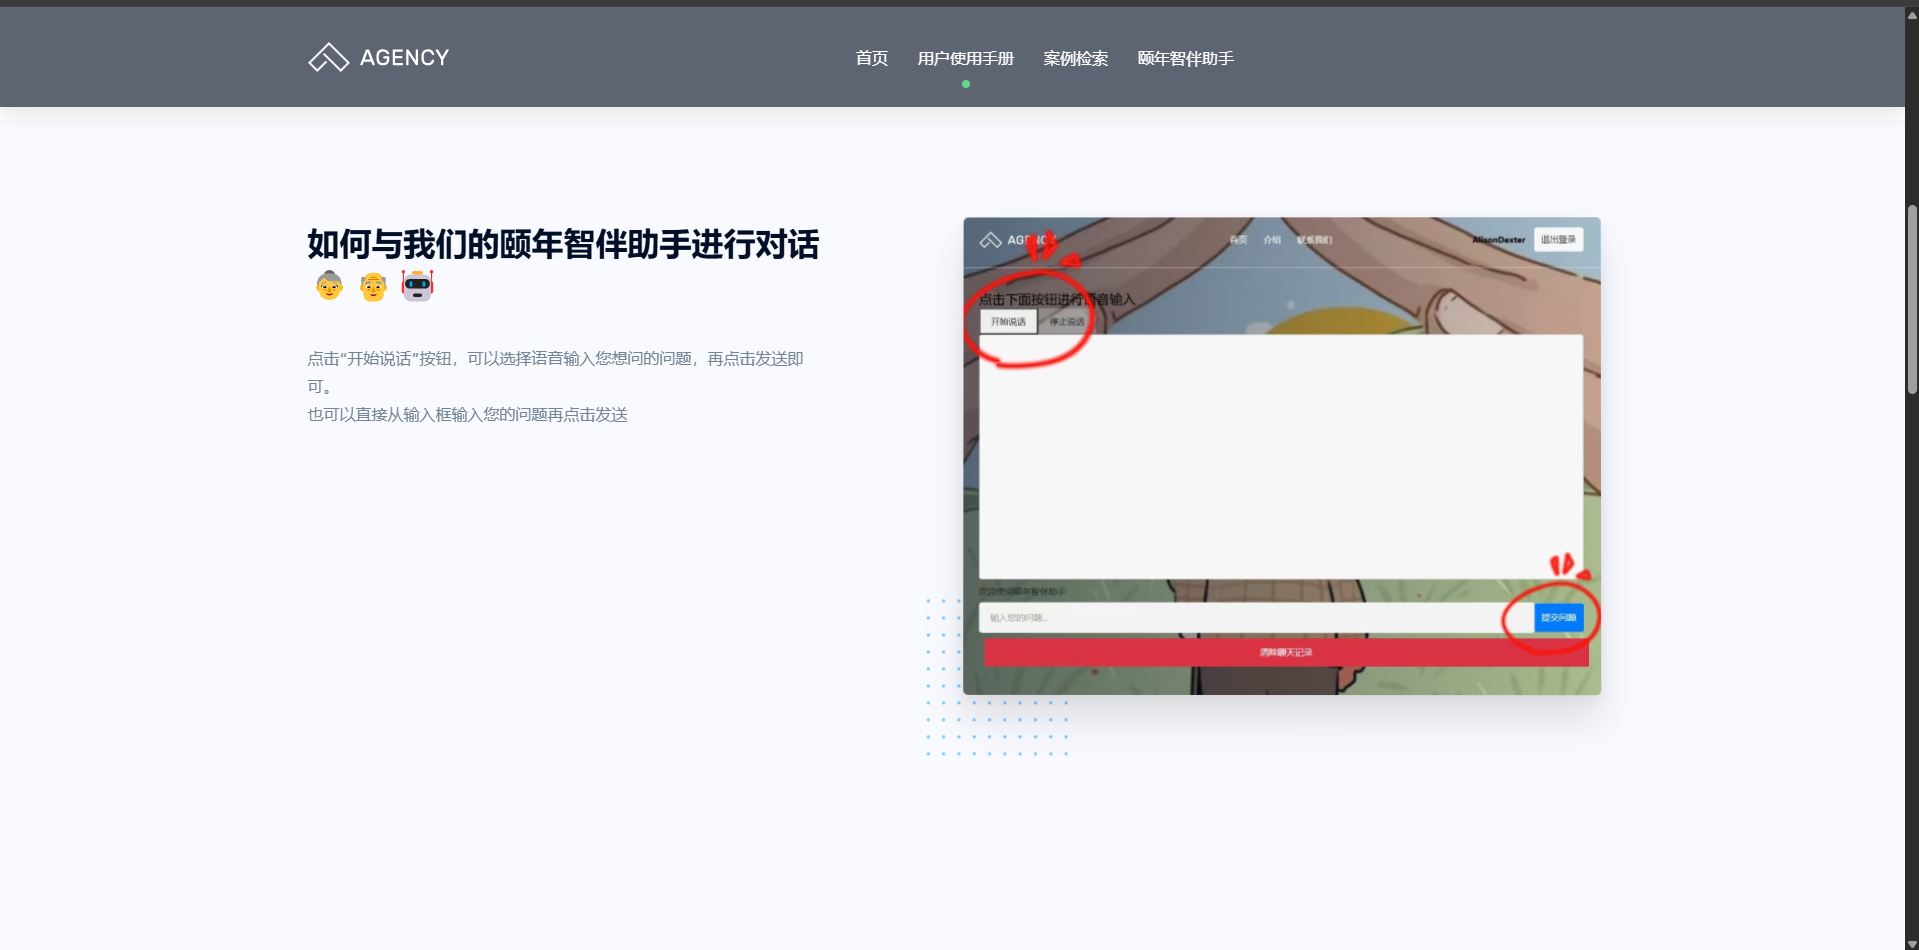 AGENCY
首页 用户使用手册 案例检索 颐年智伴助手
如何与我们的颐年智伴助手进行对话
点击“开始说话”按钮，可以选择语音输入您想问的问题，再点击发送即
可。
也可以直接从输入框输入您的问题再点击发送
AGENCY
首页 介绍 联系我们 AlisonDexter 退出登录
点击下面按钮进行语音输入
开始说话 停止说话
欢迎使用颐年智伴助手
输入您的问题... 提交问题
清除聊天记录